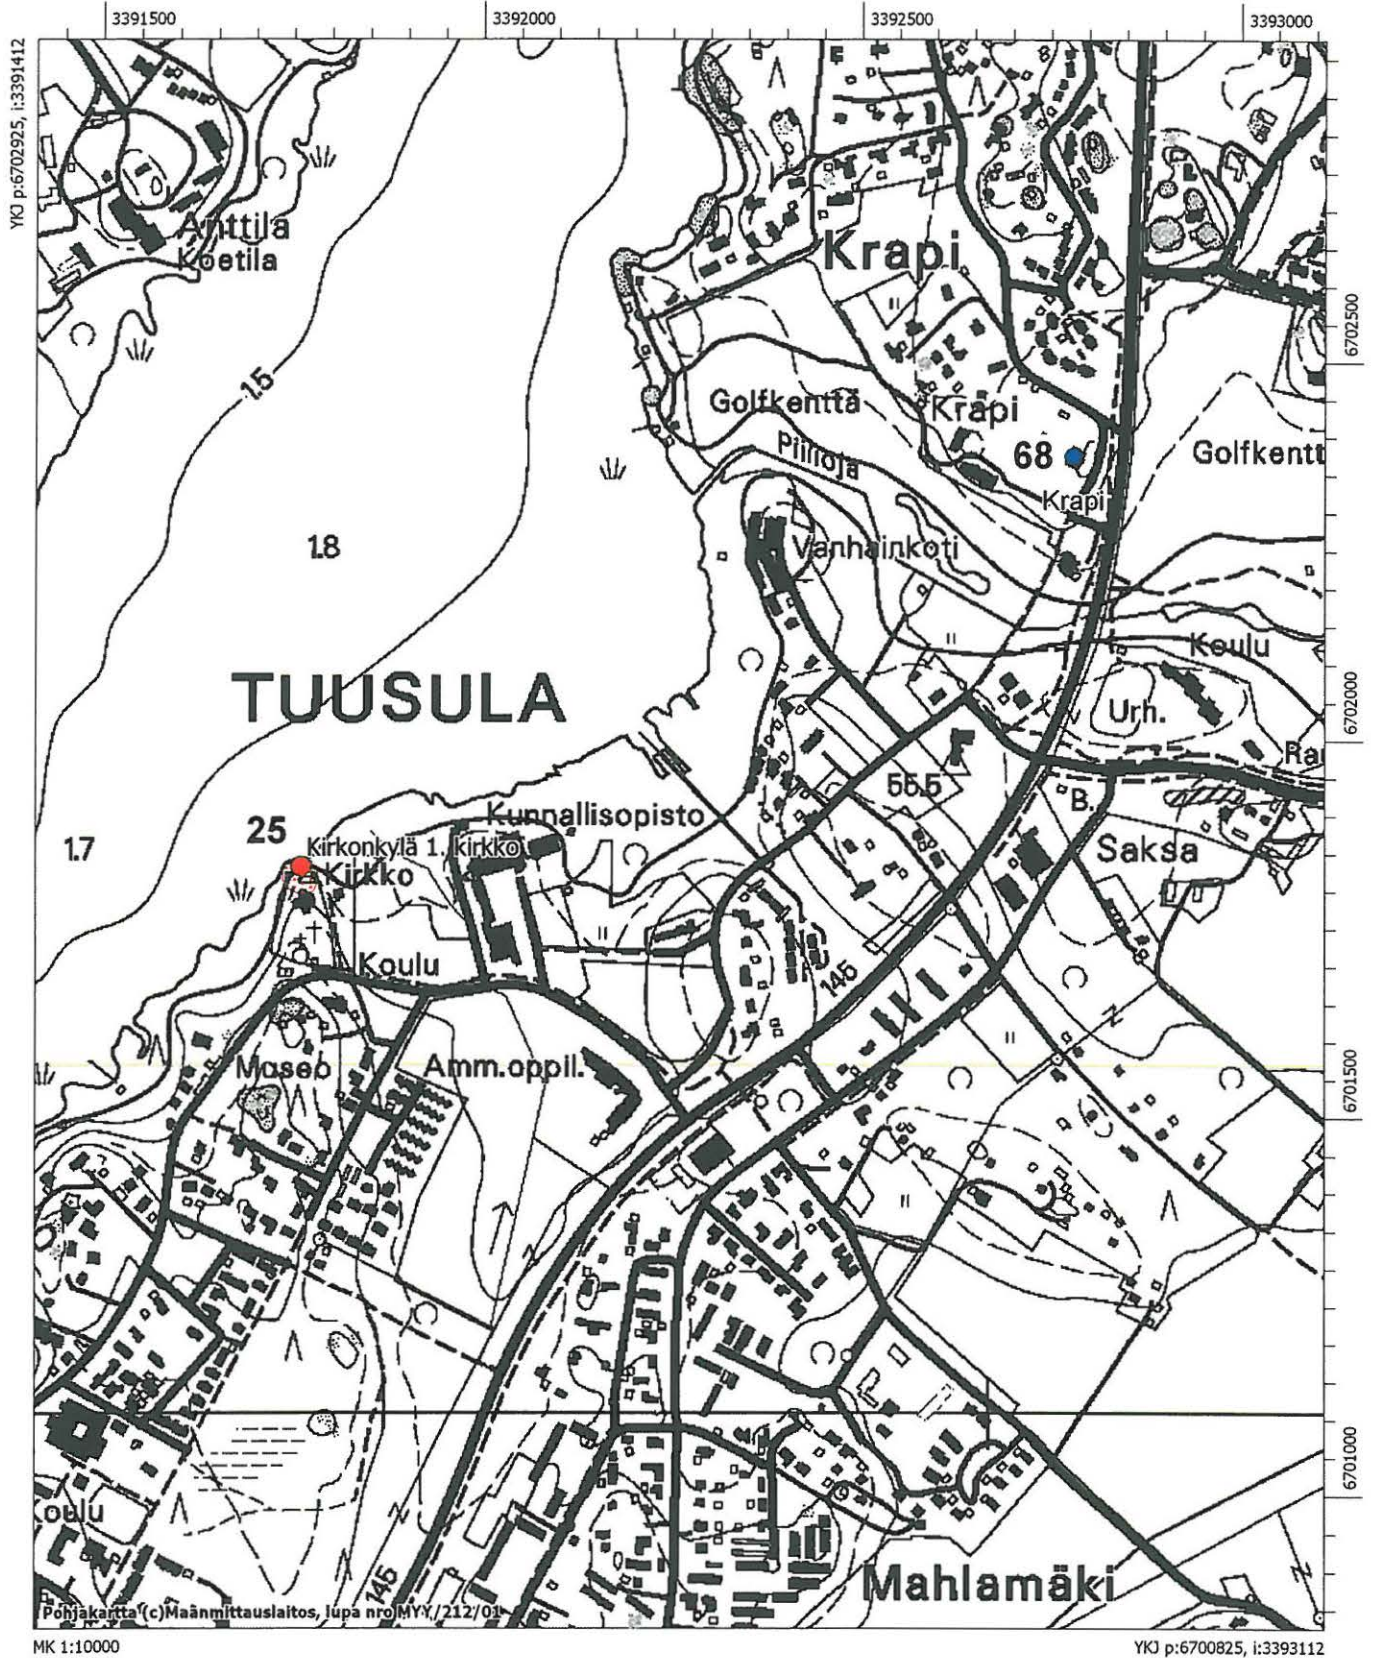 3391500
3392000
3392500
3393000
YKJ p:6702925, i:3391412
Anttila
Koetila
Krapi
6702500
1.5
Golfkenttä
Krapi
Piilioja
68
Golfkentt
Krapi
1.8
Vanhainkoti
Koulu
TUUSULA
6702000
Urh.
Rau
55.5
B.
Kunnallisopisto
25
1.7
Kirkonkylä 1. kirkko
Saksa
Kirkko
Koulu
145
Museo
Amm.oppil.
6701500
6701000
Koulu
145
Mahlamäki
Pohjakartta (c)Maanmittauslaitos, lupa nro MYY/212/01
MK 1:10000
YKJ p:6700825, i:3393112